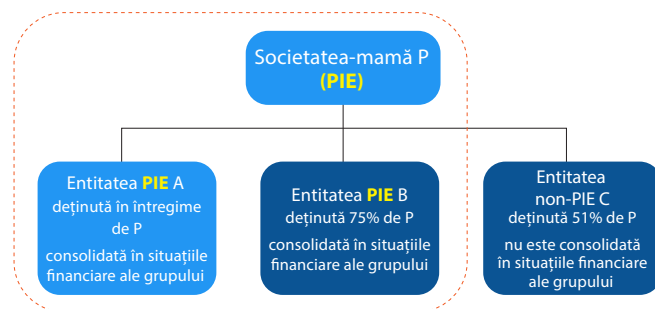 Societatea-mamă P
(PIE)
Entitatea PIE A
deținută în întregime
de P
consolidată în situațiile
financiare ale grupului
Entitatea PIE B
deținută 75% de P
consolidată în situațiile
financiare ale grupului
Entitatea
non-PIE C
deținută 51% de P
nu este consolidată
în situațiile financiare
ale grupului